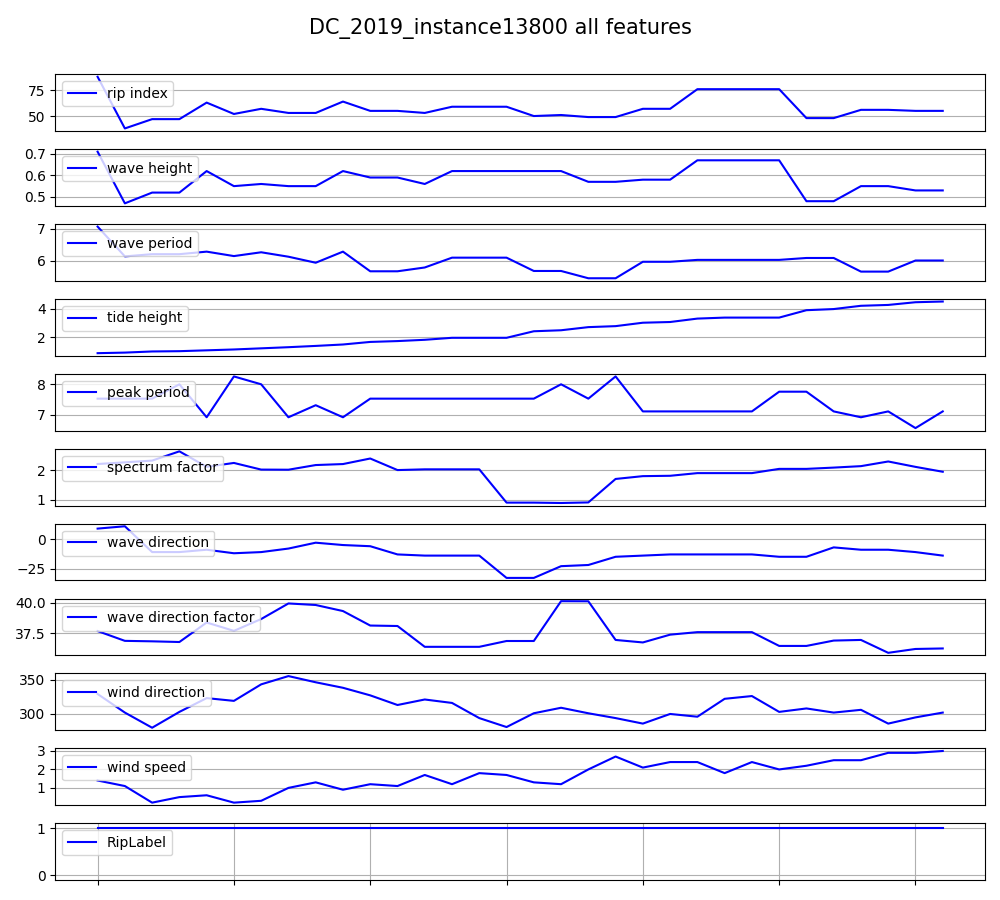 DC_2019_instance13800 all features
75
50
rip index
0.7
0.6
0.5
wave height
7
6
wave period
4
2
tide height
8
7
peak period
2
1
spectrum factor
0
−25
wave direction
40.0
37.5
wave direction factor
350
300
wind direction
3
2
1
wind speed
1
0
RipLabel